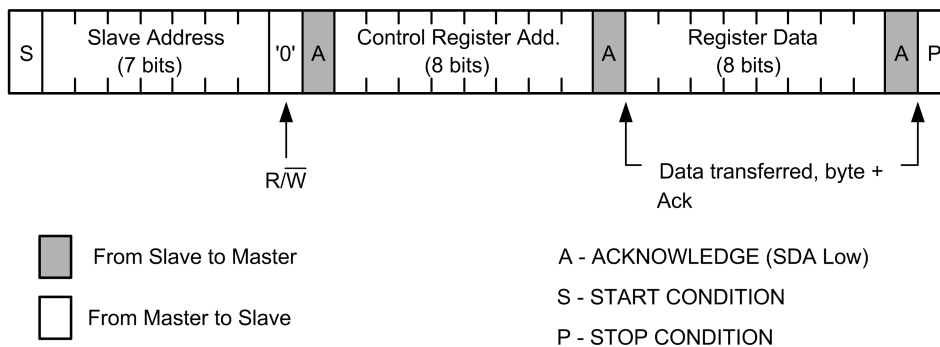 S Slave Address (7 bits) '0' A Control Register Add. (8 bits) A Register Data (8 bits) A P
R/W̅
Data transferred, byte +
Ack
From Slave to Master
A - ACKNOWLEDGE (SDA Low)
S - START CONDITION
From Master to Slave
P - STOP CONDITION